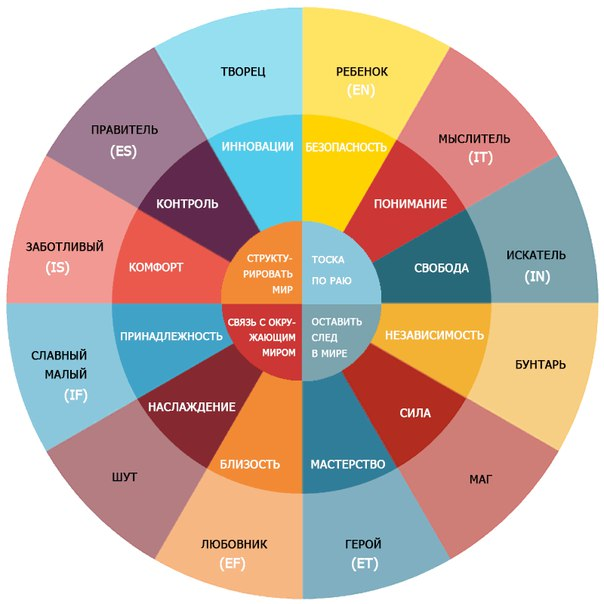 ТВОРЕЦ
ИННОВАЦИИ
РЕБЕНОК
(EN)
БЕЗОПАСНОСТЬ
МЫСЛИТЕЛЬ
(IT)
ПОНИМАНИЕ
ИСКАТЕЛЬ
(IN)
СВОБОДА
БУНТАРЬ
НЕЗАВИСИМОСТЬ
МАГ
СИЛА
ГЕРОЙ
(ET)
МАСТЕРСТВО
ЛЮБОВНИК
(EF)
БЛИЗОСТЬ
ШУТ
НАСЛАЖДЕНИЕ
СЛАВНЫЙ
МАЛЫЙ
(IF)
ПРИНАДЛЕЖНОСТЬ
ЗАБОТЛИВЫЙ
(IS)
КОМФОРТ
ПРАВИТЕЛЬ
(ES)
КОНТРОЛЬ
СТРУКТУ-
РИРОВАТЬ
МИР
ТОСКА
ПО РАЮ
СВЯЗЬ С ОКРУ-
ЖАЮЩИМ
МИРОМ
ОСТАВИТЬ
СЛЕД
В МИРЕ